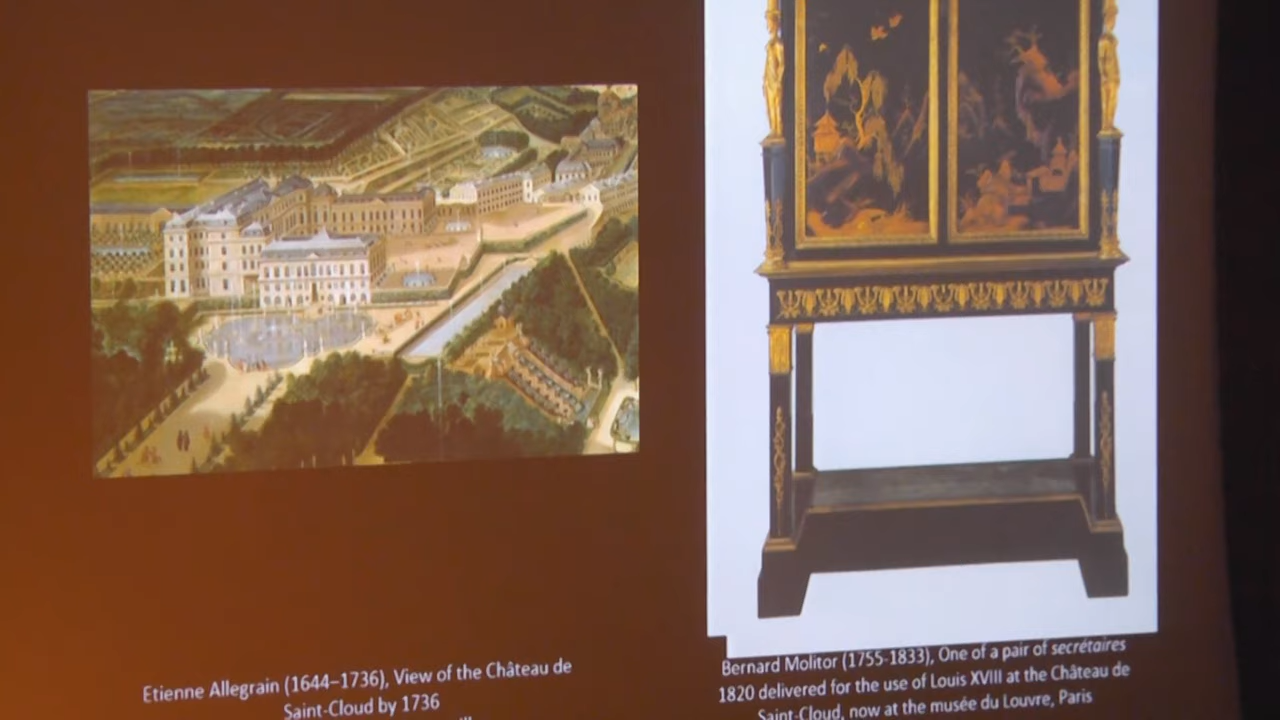 Etienne Allegrain (1644–1736), View of the Château de
Saint-Cloud by 1736
Bernard Molitor (1755-1833), One of a pair of secrétaires
1820 delivered for the use of Louis XVIII at the Château de
Saint-Cloud, now at the musée du Louvre, Paris